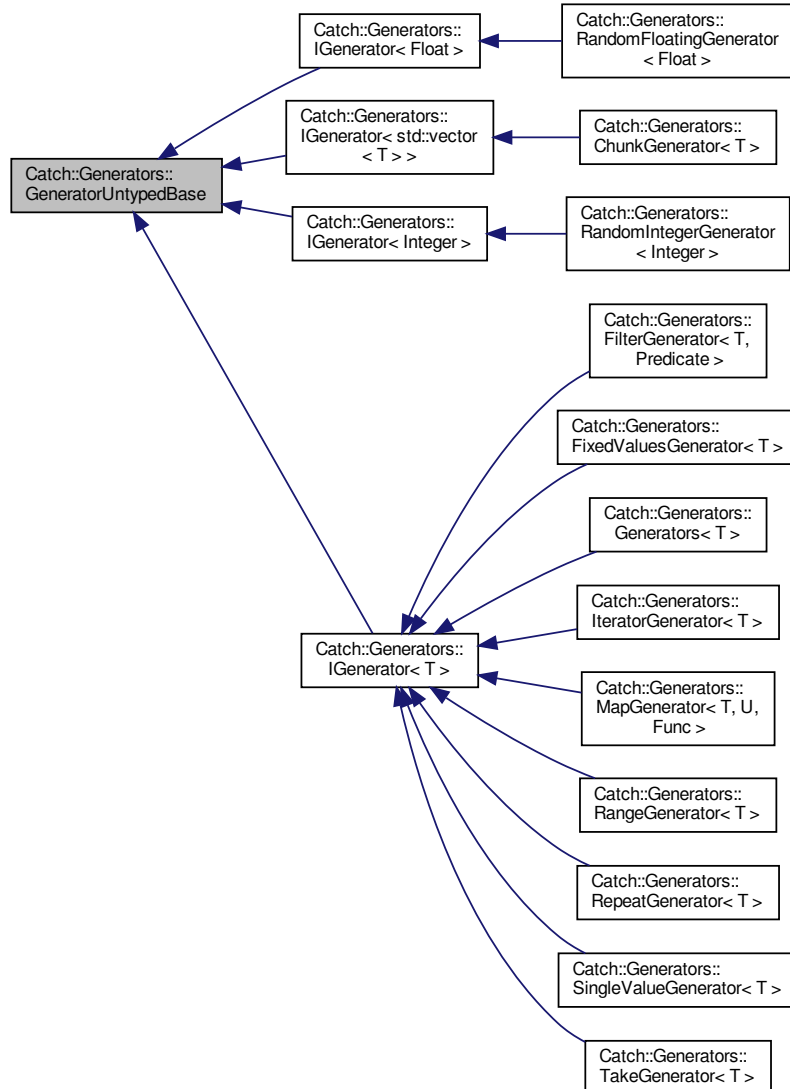 Catch::Generators::
IGenerator< Float >
Catch::Generators::
RandomFloatingGenerator
< Float >
Catch::Generators::
IGenerator< std::vector
< T > >
Catch::Generators::
ChunkGenerator< T >
Catch::Generators::
GeneratorUntypedBase
Catch::Generators::
IGenerator< Integer >
Catch::Generators::
RandomIntegerGenerator
< Integer >
Catch::Generators::
FilterGenerator< T,
Predicate >
Catch::Generators::
FixedValuesGenerator< T >
Catch::Generators::
Generators< T >
Catch::Generators::
IteratorGenerator< T >
Catch::Generators::
IGenerator< T >
Catch::Generators::
MapGenerator< T, U,
Func >
Catch::Generators::
RangeGenerator< T >
Catch::Generators::
RepeatGenerator< T >
Catch::Generators::
SingleValueGenerator< T >
Catch::Generators::
TakeGenerator< T >